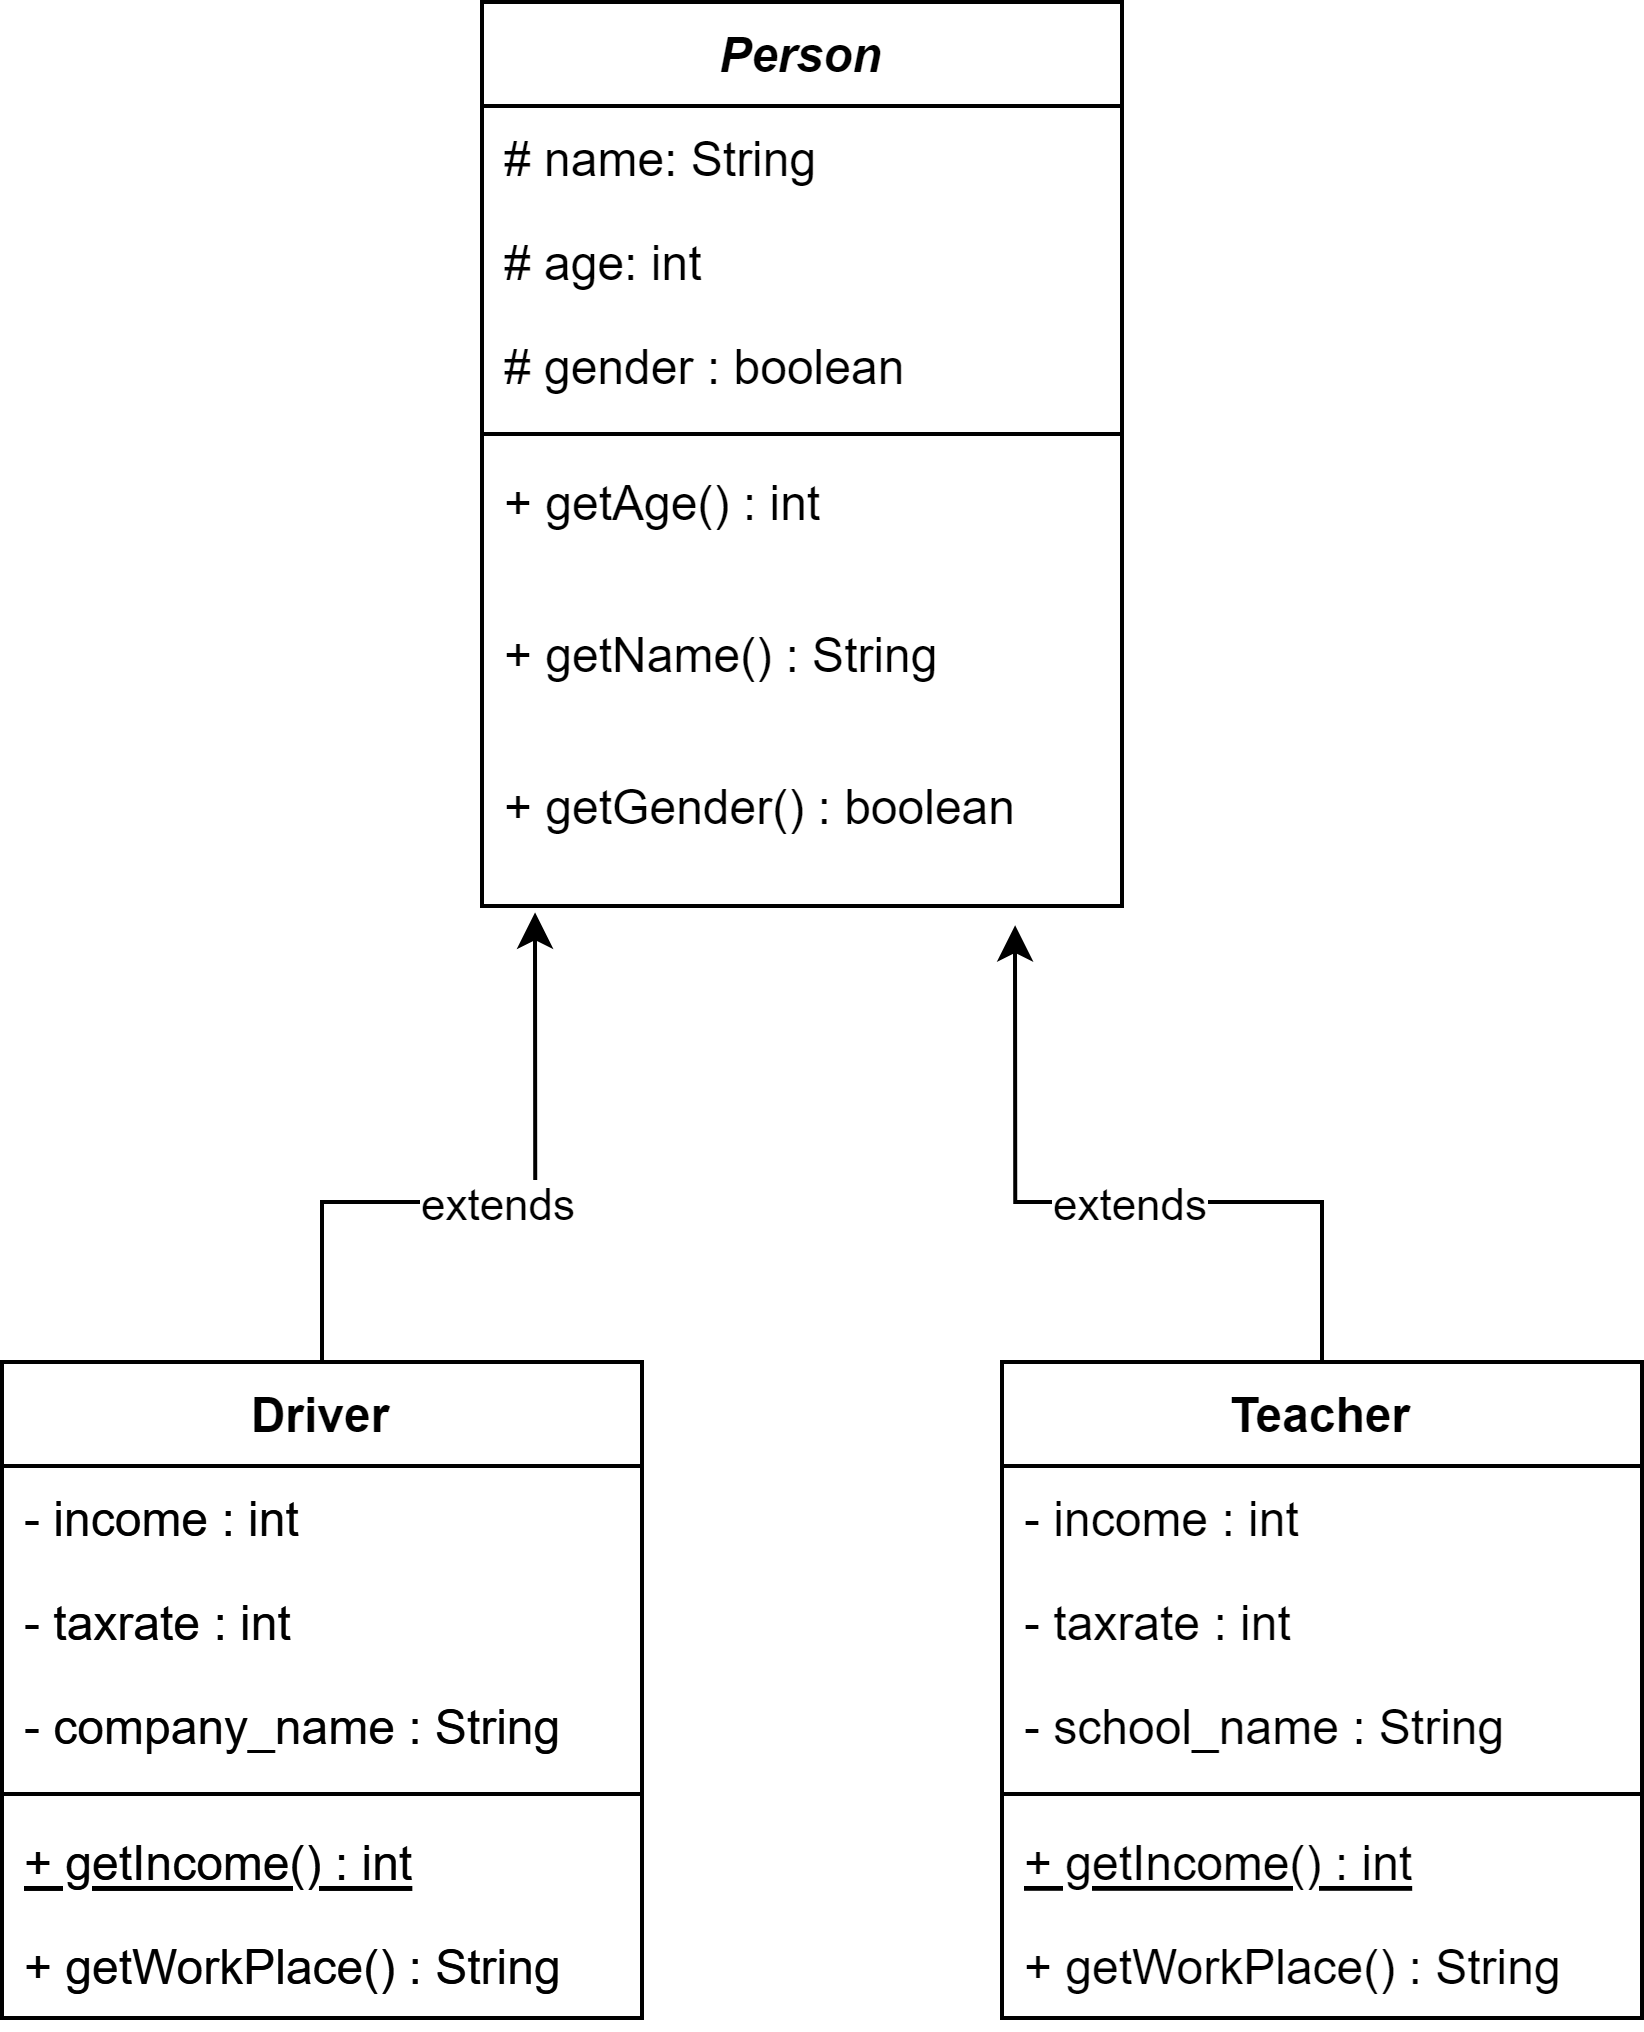 Person
# name: String
# age: int
# gender : boolean
+ getAge() : int
+ getName() : String
+ getGender() : boolean
extends
extends
Driver
- income : int
- taxrate : int
- company_name : String
+ getIncome() : int
+ getWorkPlace() : String
Teacher
- income : int
- taxrate : int
- school_name : String
+ getIncome() : int
+ getWorkPlace() : String